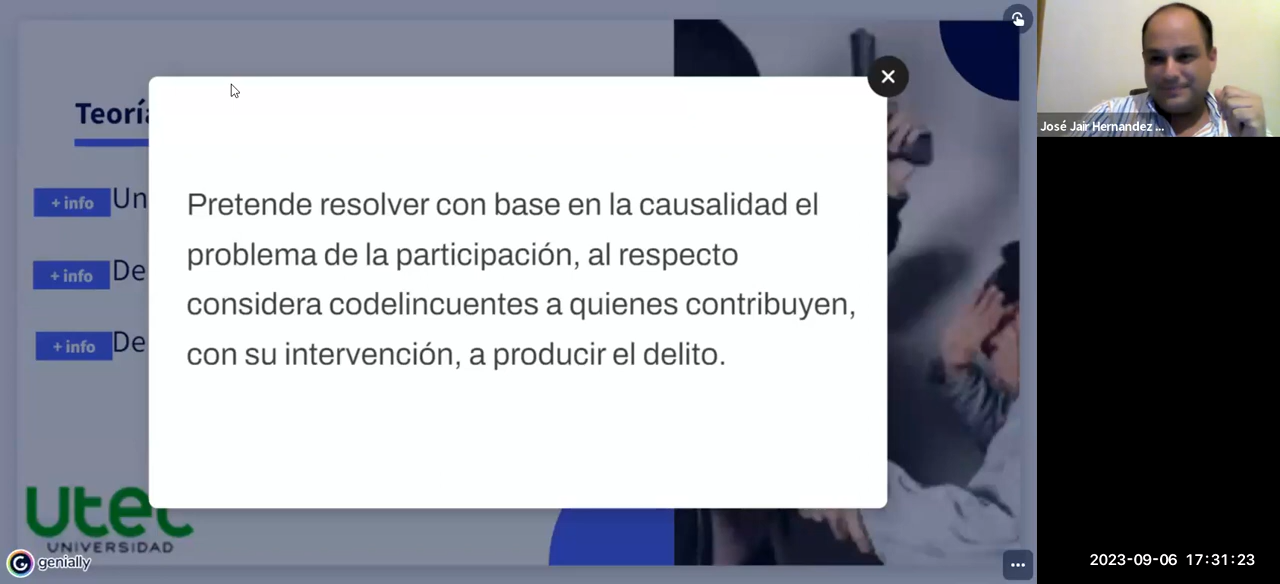 Teoría
+ info Un
+ info De
+ info De
Pretende resolver con base en la causalidad el
problema de la participación, al respecto
considera codelincuentes a quienes contribuyen,
con su intervención, a producir el delito.
utec
UNIVERSIDAD
genially
José Jair Hernandez ...
2023-09-06 17:31:23